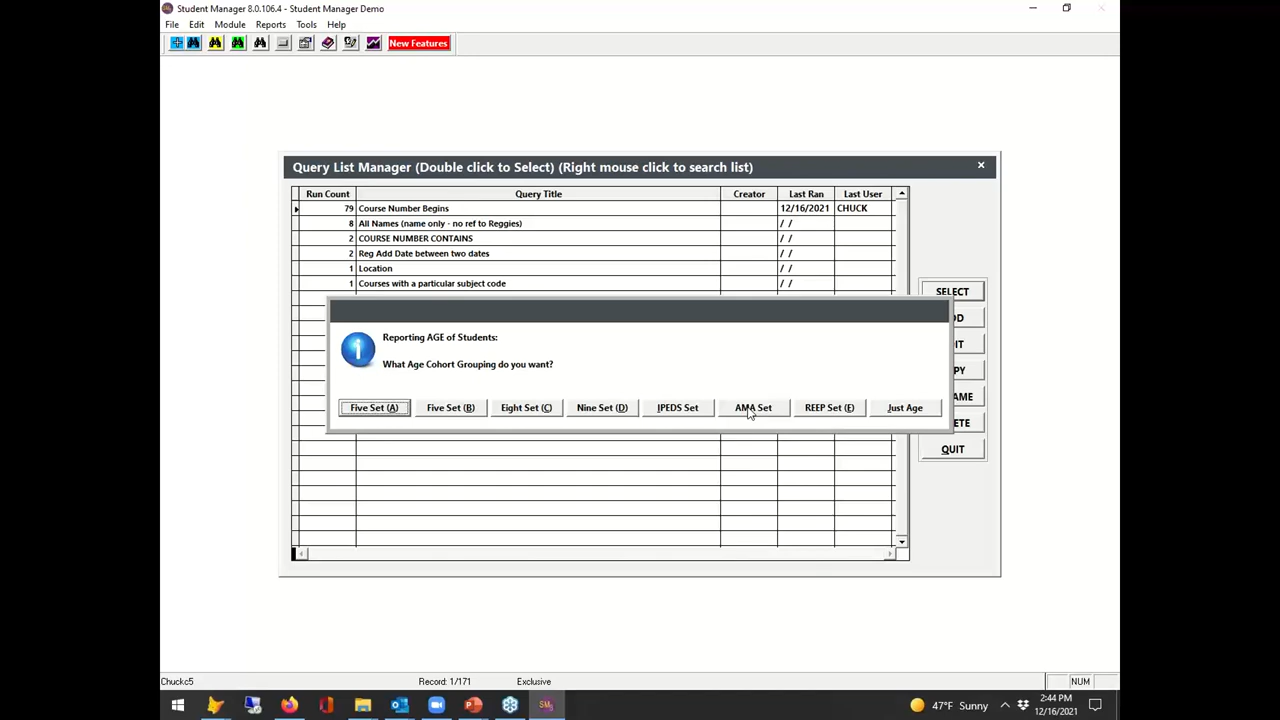 Student Manager 8.0.106.4 - Student Manager Demo
File Edit Module Reports Tools Help
New Features
Query List Manager (Double click to Select) (Right mouse click to search list)
Run Count Query Title Creator Last Ran Last User
79 Course Number Begins 12/16/2021 CHUCK
8 All Names (name only - no ref to Reggies) / /
2 COURSE NUMBER CONTAINS / /
2 Reg Add Date between two dates / /
1 Location / /
1 Courses with a particular subject code / /
SELECT
DD
IT
PY
AME
ETE
QUIT
Reporting AGE of Students:
What Age Cohort Grouping do you want?
Five Set (A) Five Set (B) Eight Set (C) Nine Set (D) IPEDS Set AMA Set REEP Set (E) Just Age
Chuckc5 Record: 1/171 Exclusive NUM
47°F Sunny
2:44 PM
12/16/2021